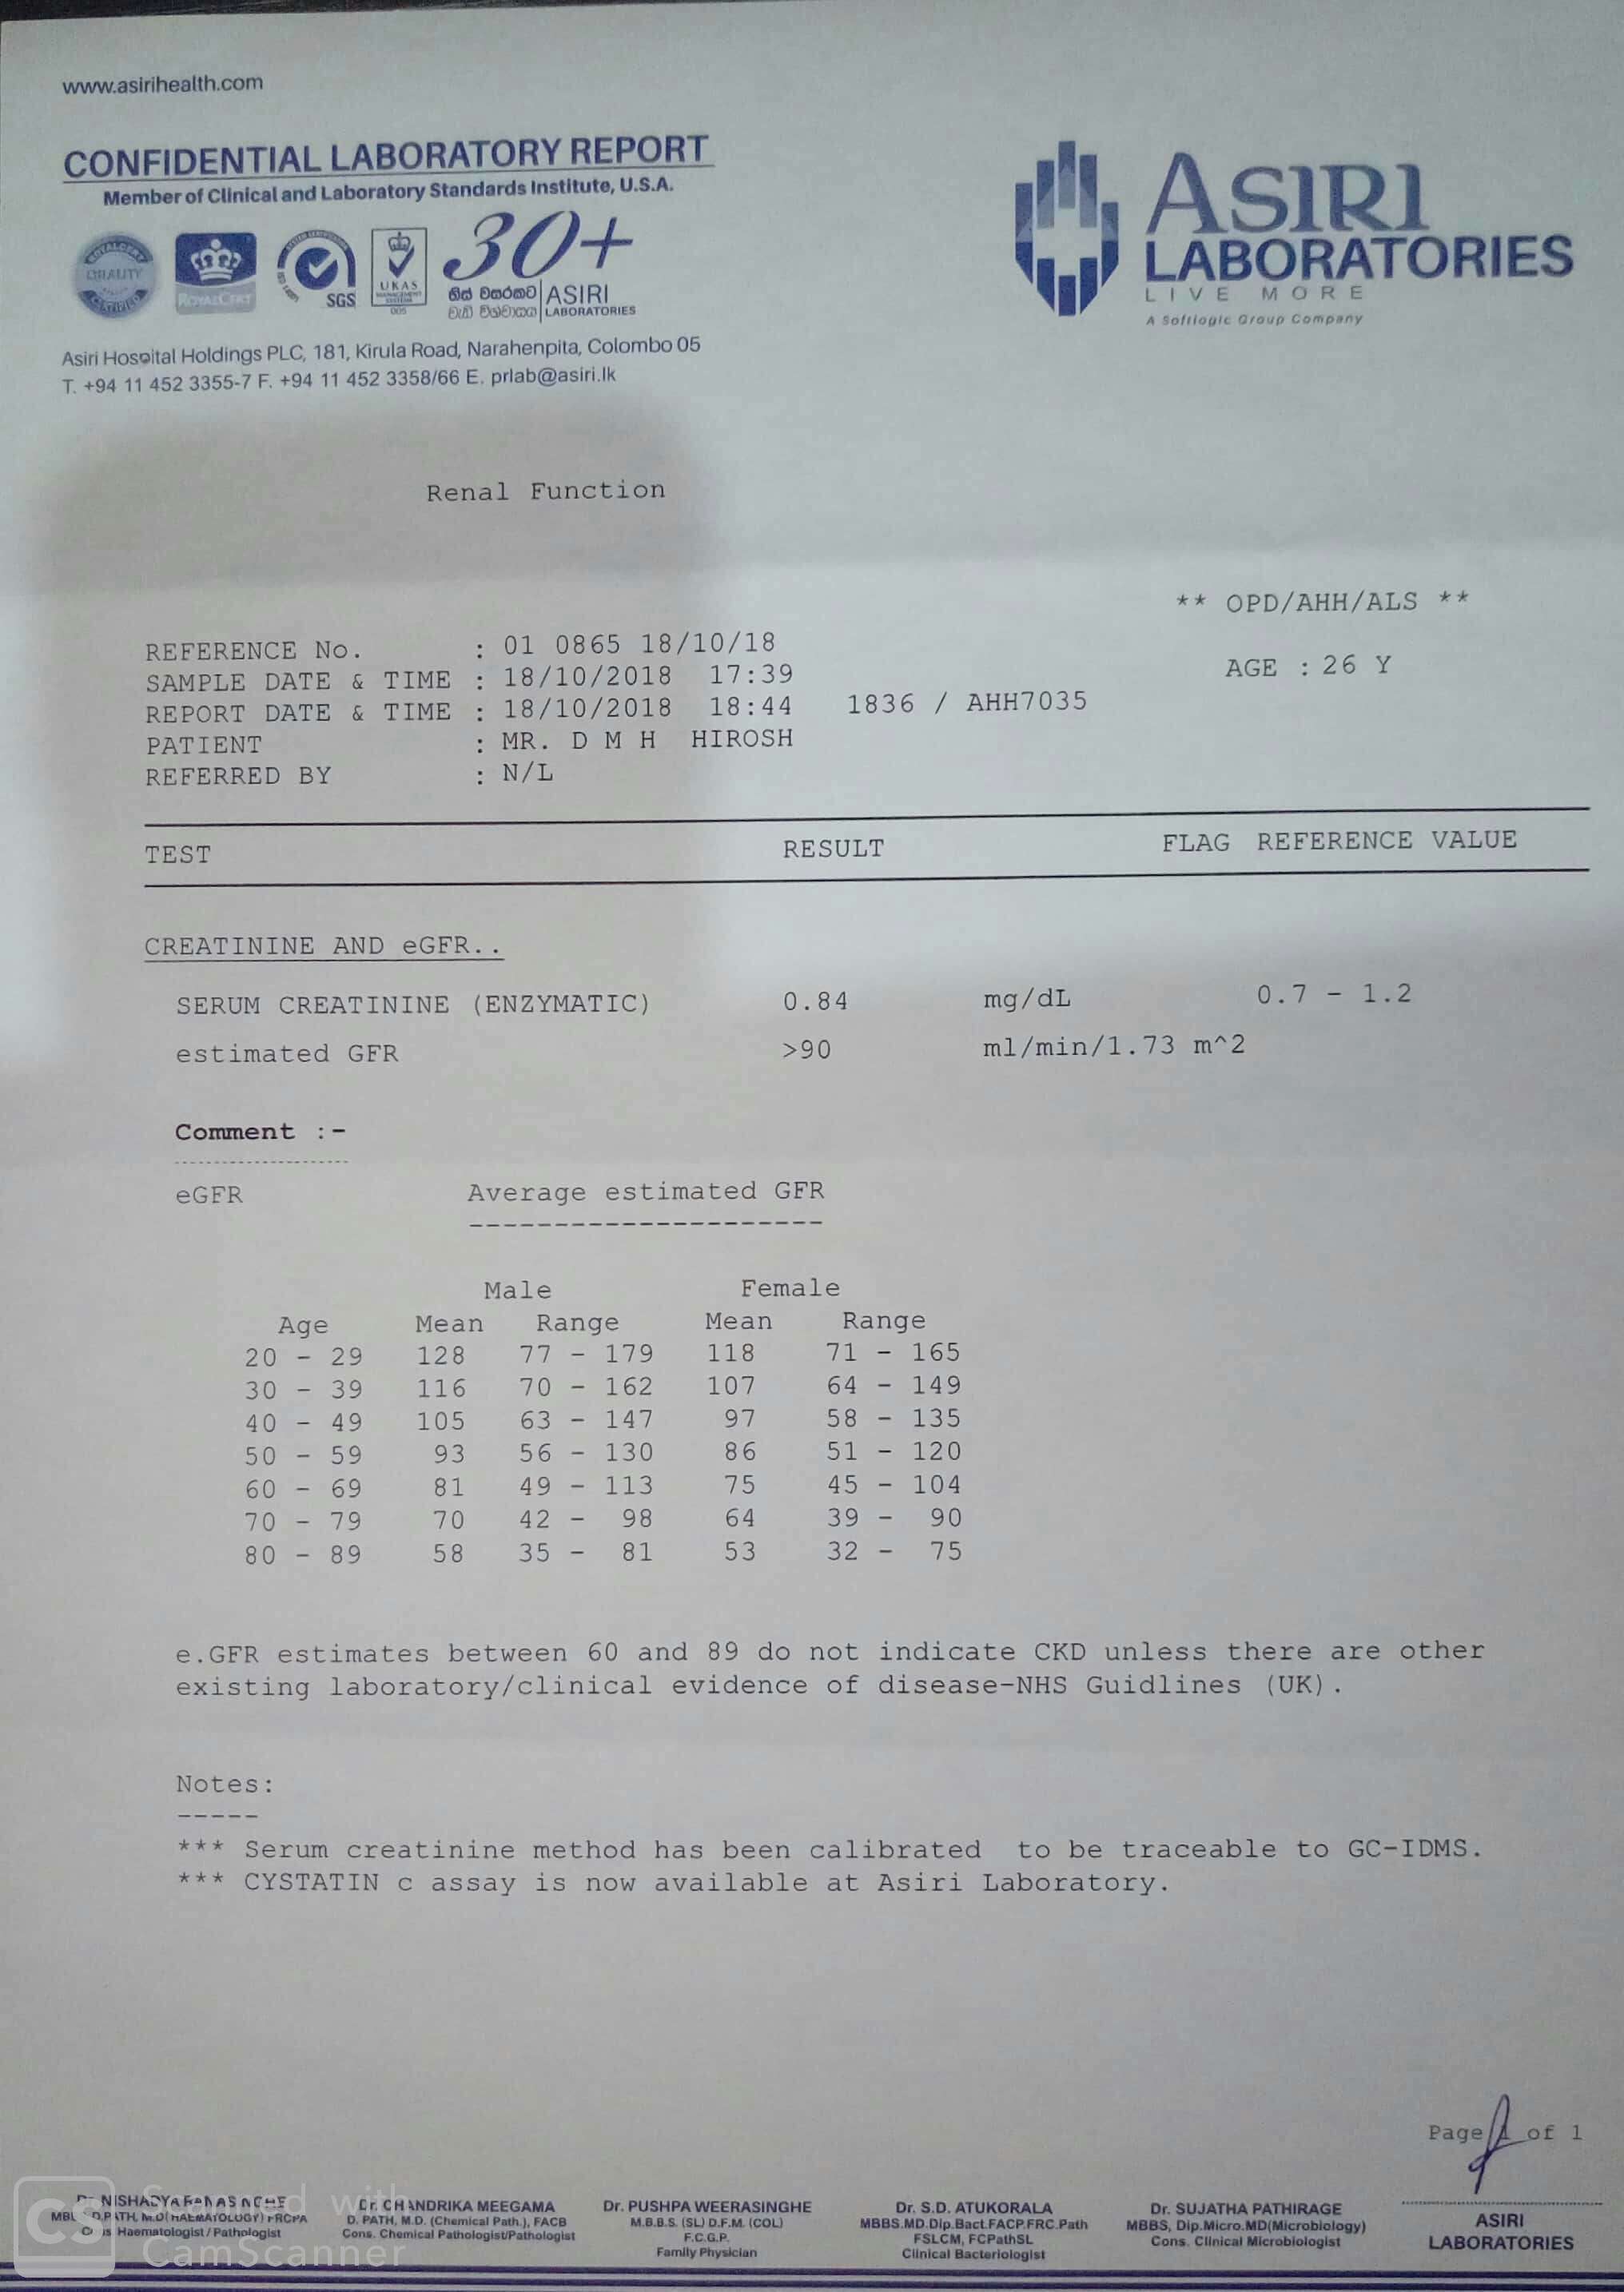 www.asirihealth.com
CONFIDENTIAL LABORATORY REPORT
Member of Clinical and Laboratory Standards Institute, U.S.A.
QUALITY
ROYALCERT
SGS
UKAS
005
30+
ASIRI
LABORATORIES
ASIRI
LABORATORIES
LIVE MORE
A Softlogic Group Company
Asiri Hospital Holdings PLC, 181, Kirula Road, Narahenpita, Colombo 05
T. +94 11 452 3355-7 F. +94 11 452 3358/66 E. prlab@asiri.lk
Renal Function
** OPD/AHH/ALS **
REFERENCE No. : 01 0865 18/10/18
AGE : 26 Y
SAMPLE DATE & TIME : 18/10/2018 17:39
REPORT DATE & TIME : 18/10/2018 18:44 1836 / AHH7035
PATIENT : MR. D M H HIROSH
REFERRED BY : N/L
TEST RESULT FLAG REFERENCE VALUE
CREATININE AND eGFR..
SERUM CREATININE (ENZYMATIC) 0.84 mg/dL 0.7 - 1.2
estimated GFR >90 ml/min/1.73 m^2
Comment :-
eGFR Average estimated GFR
Male Female
Age Mean Range Mean Range
20 - 29 128 77 - 179 118 71 - 165
30 - 39 116 70 - 162 107 64 - 149
40 - 49 105 63 - 147 97 58 - 135
50 - 59 93 56 - 130 86 51 - 120
60 - 69 81 49 - 113 75 45 - 104
70 - 79 70 42 - 98 64 39 - 90
80 - 89 58 35 - 81 53 32 - 75
e.GFR estimates between 60 and 89 do not indicate CKD unless there are other
existing laboratory/clinical evidence of disease-NHS Guidlines (UK).
Notes:
*** Serum creatinine method has been calibrated to be traceable to GC-IDMS.
*** CYSTATIN c assay is now available at Asiri Laboratory.
Page 1 of 1
Dr. CHANDRIKA MEEGAMA
D. PATH, M.D. (Chemical Path.), FACB
Cons. Chemical Pathologist/Pathologist
Dr. PUSHPA WEERASINGHE
M.B.B.S. (SL) D.F.M. (COL)
F.C.G.P.
Family Physician
Dr. S.D. ATUKORALA
MBBS.MD.Dip.Bact.FACP.FRC.Path
FSLCM, FCPathSL
Clinical Bacteriologist
Dr. SUJATHA PATHIRAGE
MBBS, Dip.Micro.MD(Microbiology)
Cons. Clinical Microbiologist
ASIRI
LABORATORIES
Haematologist / Pathologist
CS Scanned with
CamScanner